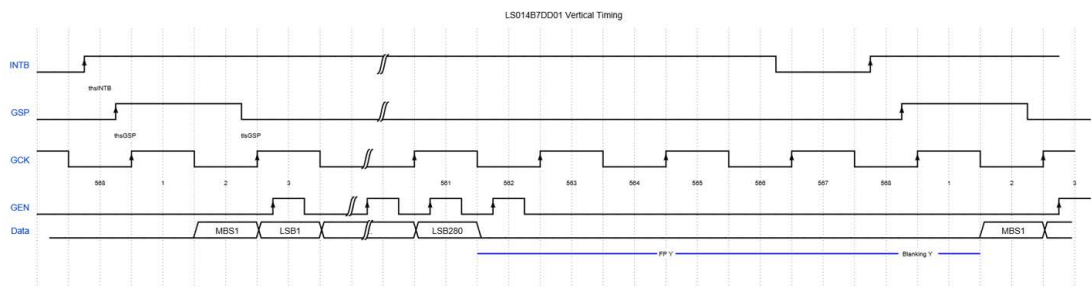 LS014B7DD01 Vertical Timing
INTB
thsINTB
GSP
thsGSP
tlsGSP
GCK
568 1 2 3 561 562 563 564 565 566 567 568 1 2 3
GEN
Data MBS1 LSB1 LSB280 MBS1
FP Y Blanking Y